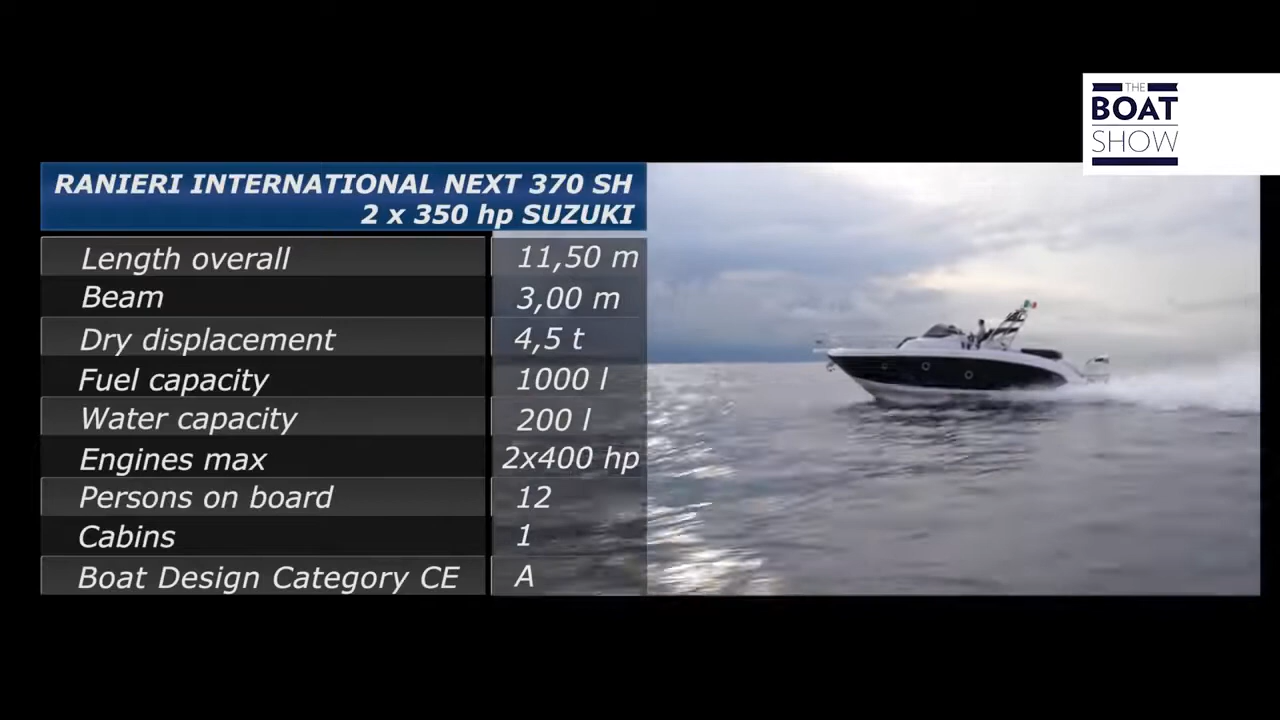 THE
BOAT
SHOW
RANIERI INTERNATIONAL NEXT 370 SH
2 x 350 hp SUZUKI
Length overall 11,50 m
Beam 3,00 m
Dry displacement 4,5 t
Fuel capacity 1000 l
Water capacity 200 l
Engines max 2x400 hp
Persons on board 12
Cabins 1
Boat Design Category CE A